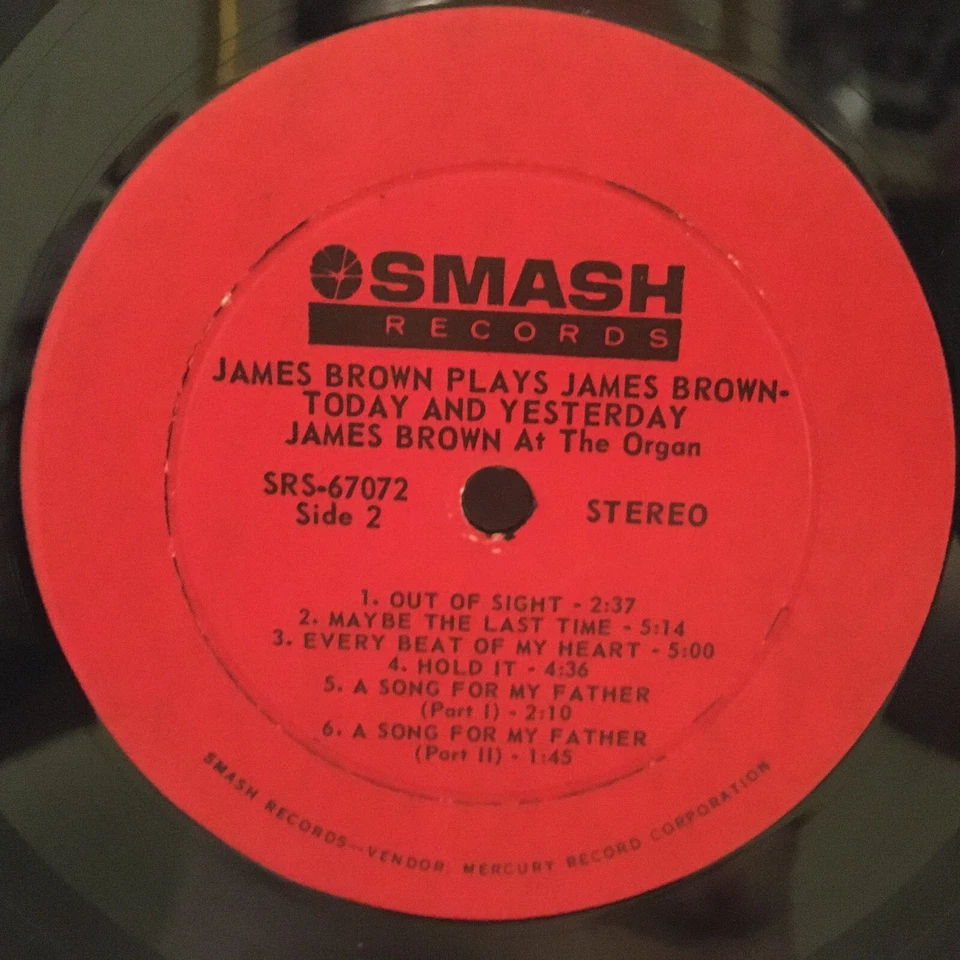 SMASH
RECORDS
JAMES BROWN PLAYS JAMES BROWN-
TODAY AND YESTERDAY
JAMES BROWN At The Organ
SRS-67072
Side 2
STEREO
1. OUT OF SIGHT - 2:37
2. MAYBE THE LAST TIME - 5:14
3. EVERY BEAT OF MY HEART - 5:00
4. HOLD IT - 4:36
5. A SONG FOR MY FATHER
(Part I) - 2:10
6. A SONG FOR MY FATHER
(Part II) - 1:45
SMASH RECORDS—VENDOR, MERCURY RECORD CORPORATION